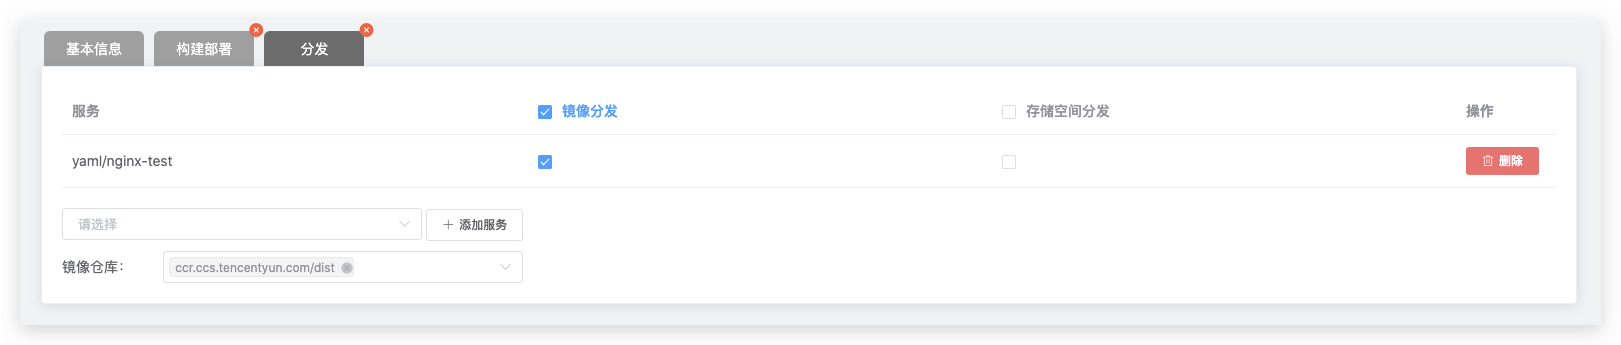 基本信息 构建部署 分发
服务 镜像分发 存储空间分发 操作
yaml/nginx-test 删除
请选择 添加服务
镜像仓库： ccr.ccs.tencentyun.com/dist